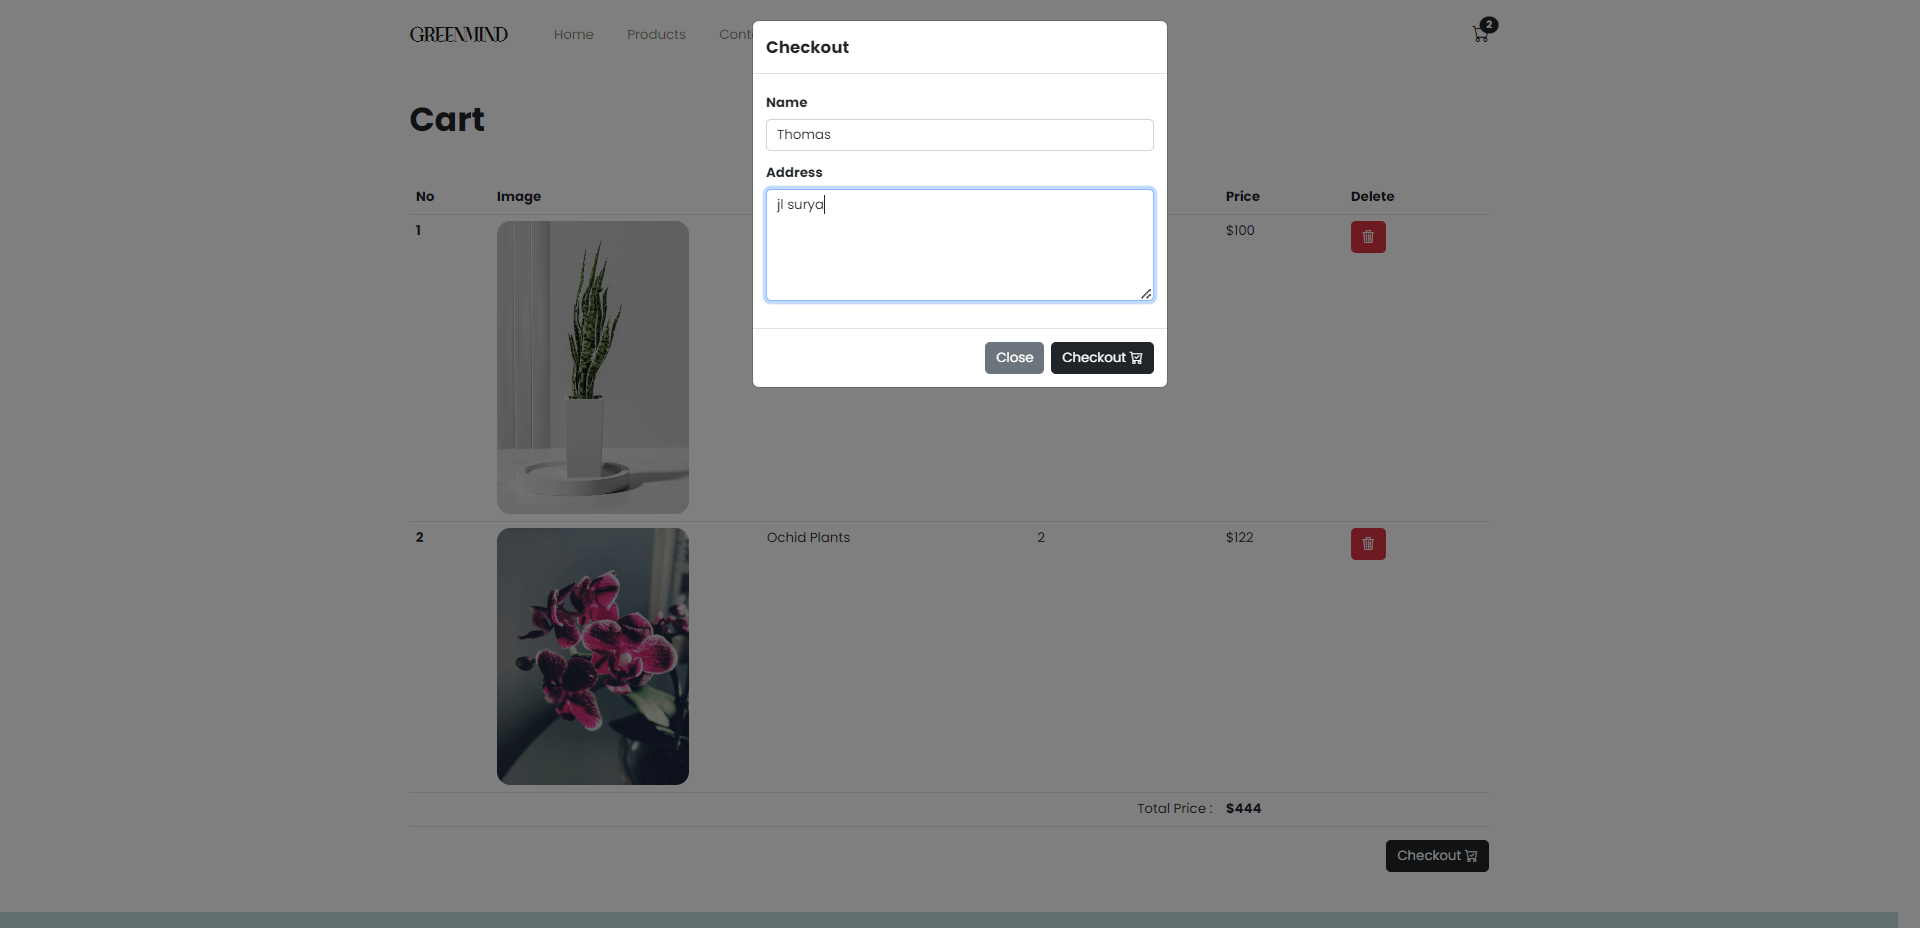 GREENMIND Home Products Cont
2
Checkout
Name
Thomas
Address
jl surya
Close Checkout
Cart
No Image Price Delete
1 $100
2 Ochid Plants 2 $122
Total Price : $444
Checkout